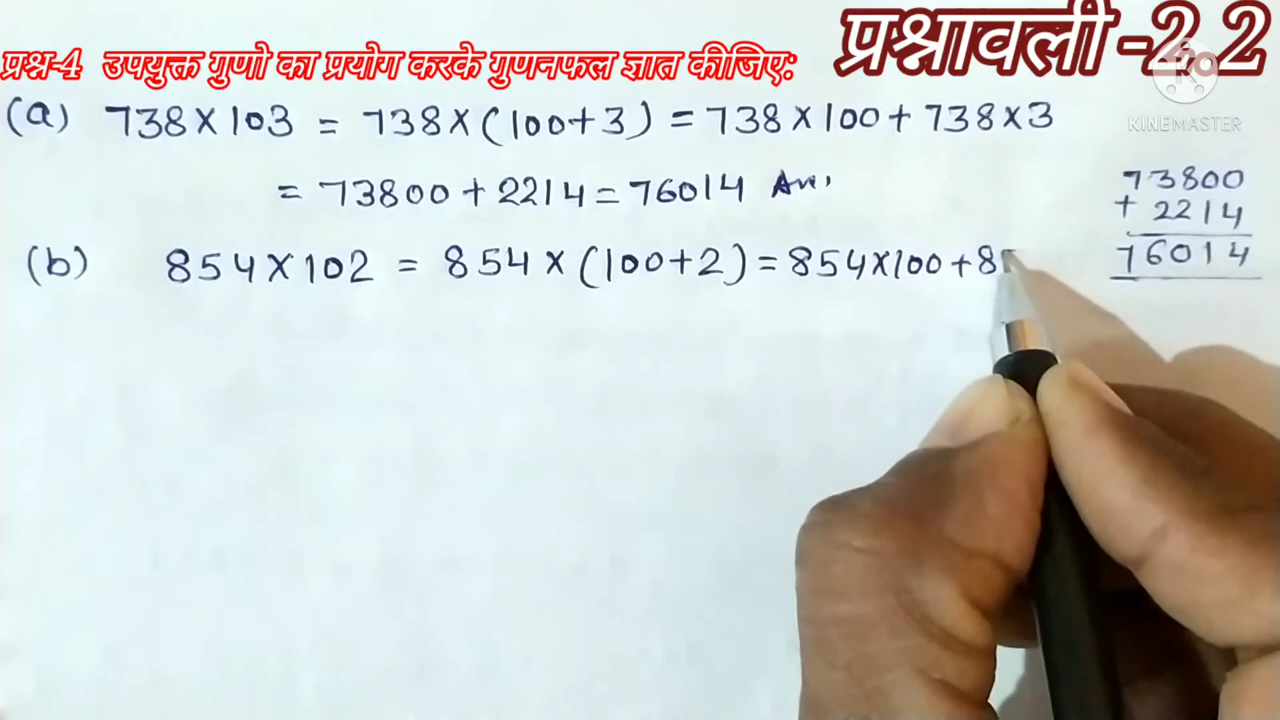 प्रश्नावली-2.2
प्रश्न-4 उपयुक्त गुणो का प्रयोग करके गुणनफल ज्ञात कीजिए:
KINEMASTER
(a) 738×103 = 738×(100+3) = 738×100+738×3
= 73800+2214=76014 Ans,
73800
+ 2214
76014
(b) 854×102 = 854×(100+2)=854×100+8